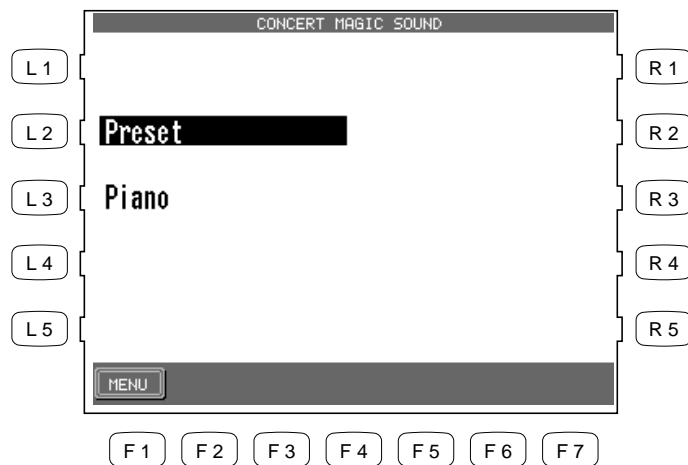 CONCERT MAGIC SOUND
L 1 R 1
L 2 Preset R 2
L 3 Piano R 3
L 4 R 4
L 5 R 5
MENU
F 1 F 2 F 3 F 4 F 5 F 6 F 7